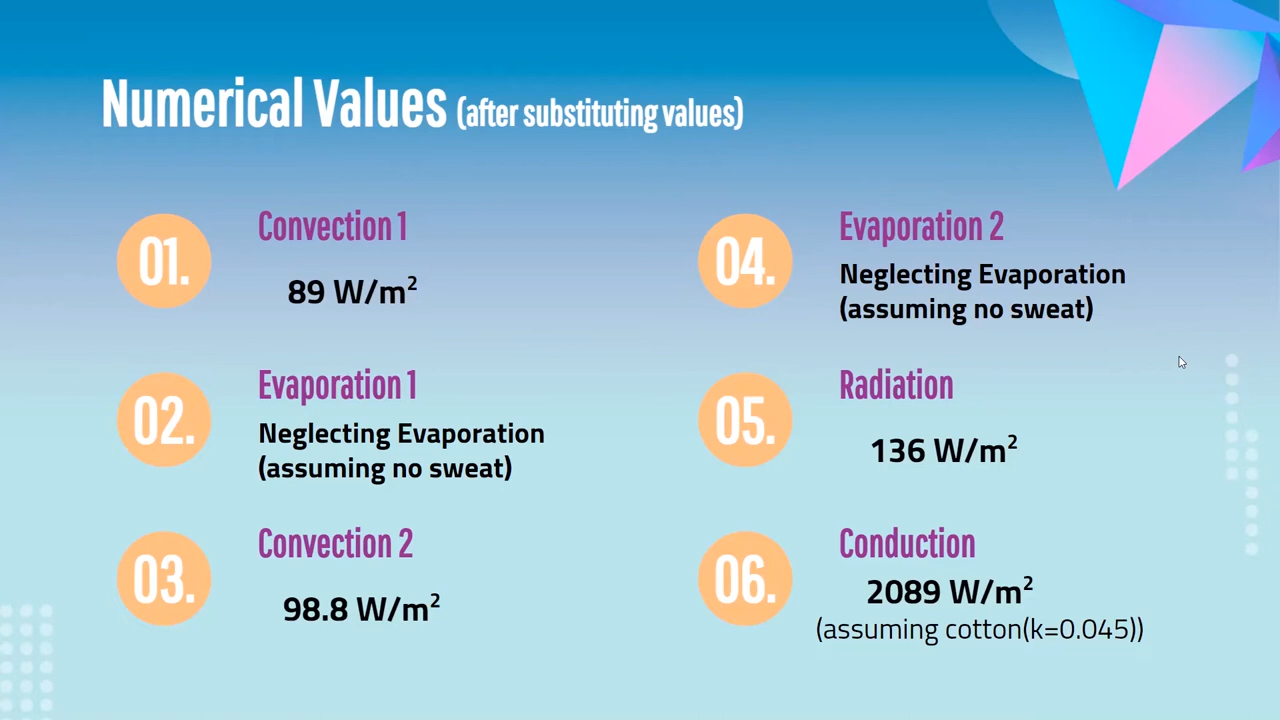 Numerical Values (after substituting values)
01.
Convection 1
89 W/m²
02.
Evaporation 1
Neglecting Evaporation
(assuming no sweat)
03.
Convection 2
98.8 W/m²
04.
Evaporation 2
Neglecting Evaporation
(assuming no sweat)
05.
Radiation
136 W/m²
06.
Conduction
2089 W/m²
(assuming cotton(k=0.045))